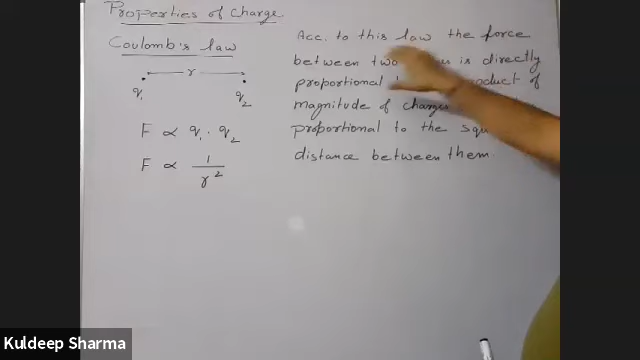 Properties of Charge
Coulomb's law
r
q1 q2
F ∝ q1 · q2
F ∝ 1/r²
Acc. to this law the force
between two is directly
proportional product of
magnitude of charges
proportional to the
distance between them
Kuldeep Sharma